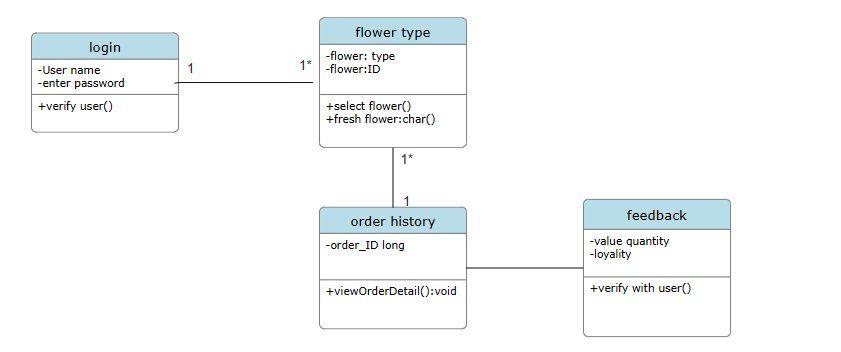 login
-User name
-enter password
+verify user()
1
1*
flower type
-flower: type
-flower:ID
+select flower()
+fresh flower:char()
1*
1
order history
-order_ID long
+viewOrderDetail():void
feedback
-value quantity
-loyality
+verify with user()